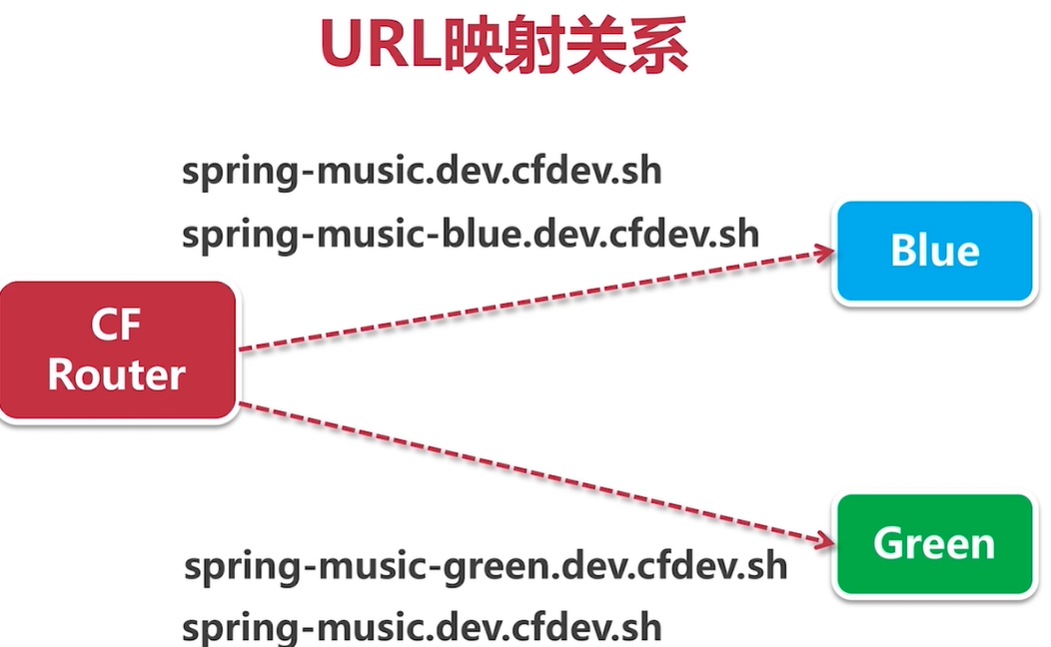 URL映射关系
spring-music.dev.cfdev.sh
spring-music-blue.dev.cfdev.sh
Blue
CF
Router
Green
spring-music-green.dev.cfdev.sh
spring-music.dev.cfdev.sh